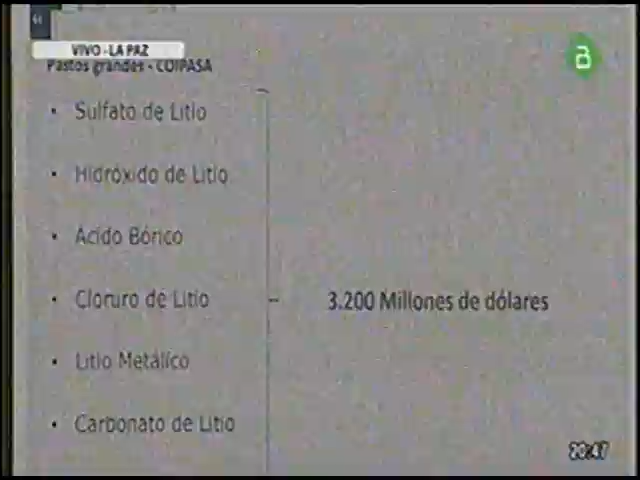 VIVO - LA PAZ
Pastos grandes - COIPASA
• Sulfato de Litio
• Hidróxido de Litio
• Acido Bórico
• Cloruro de Litio
3.200 Millones de dólares
• Litio Metálico
• Carbonato de Litio
20:47